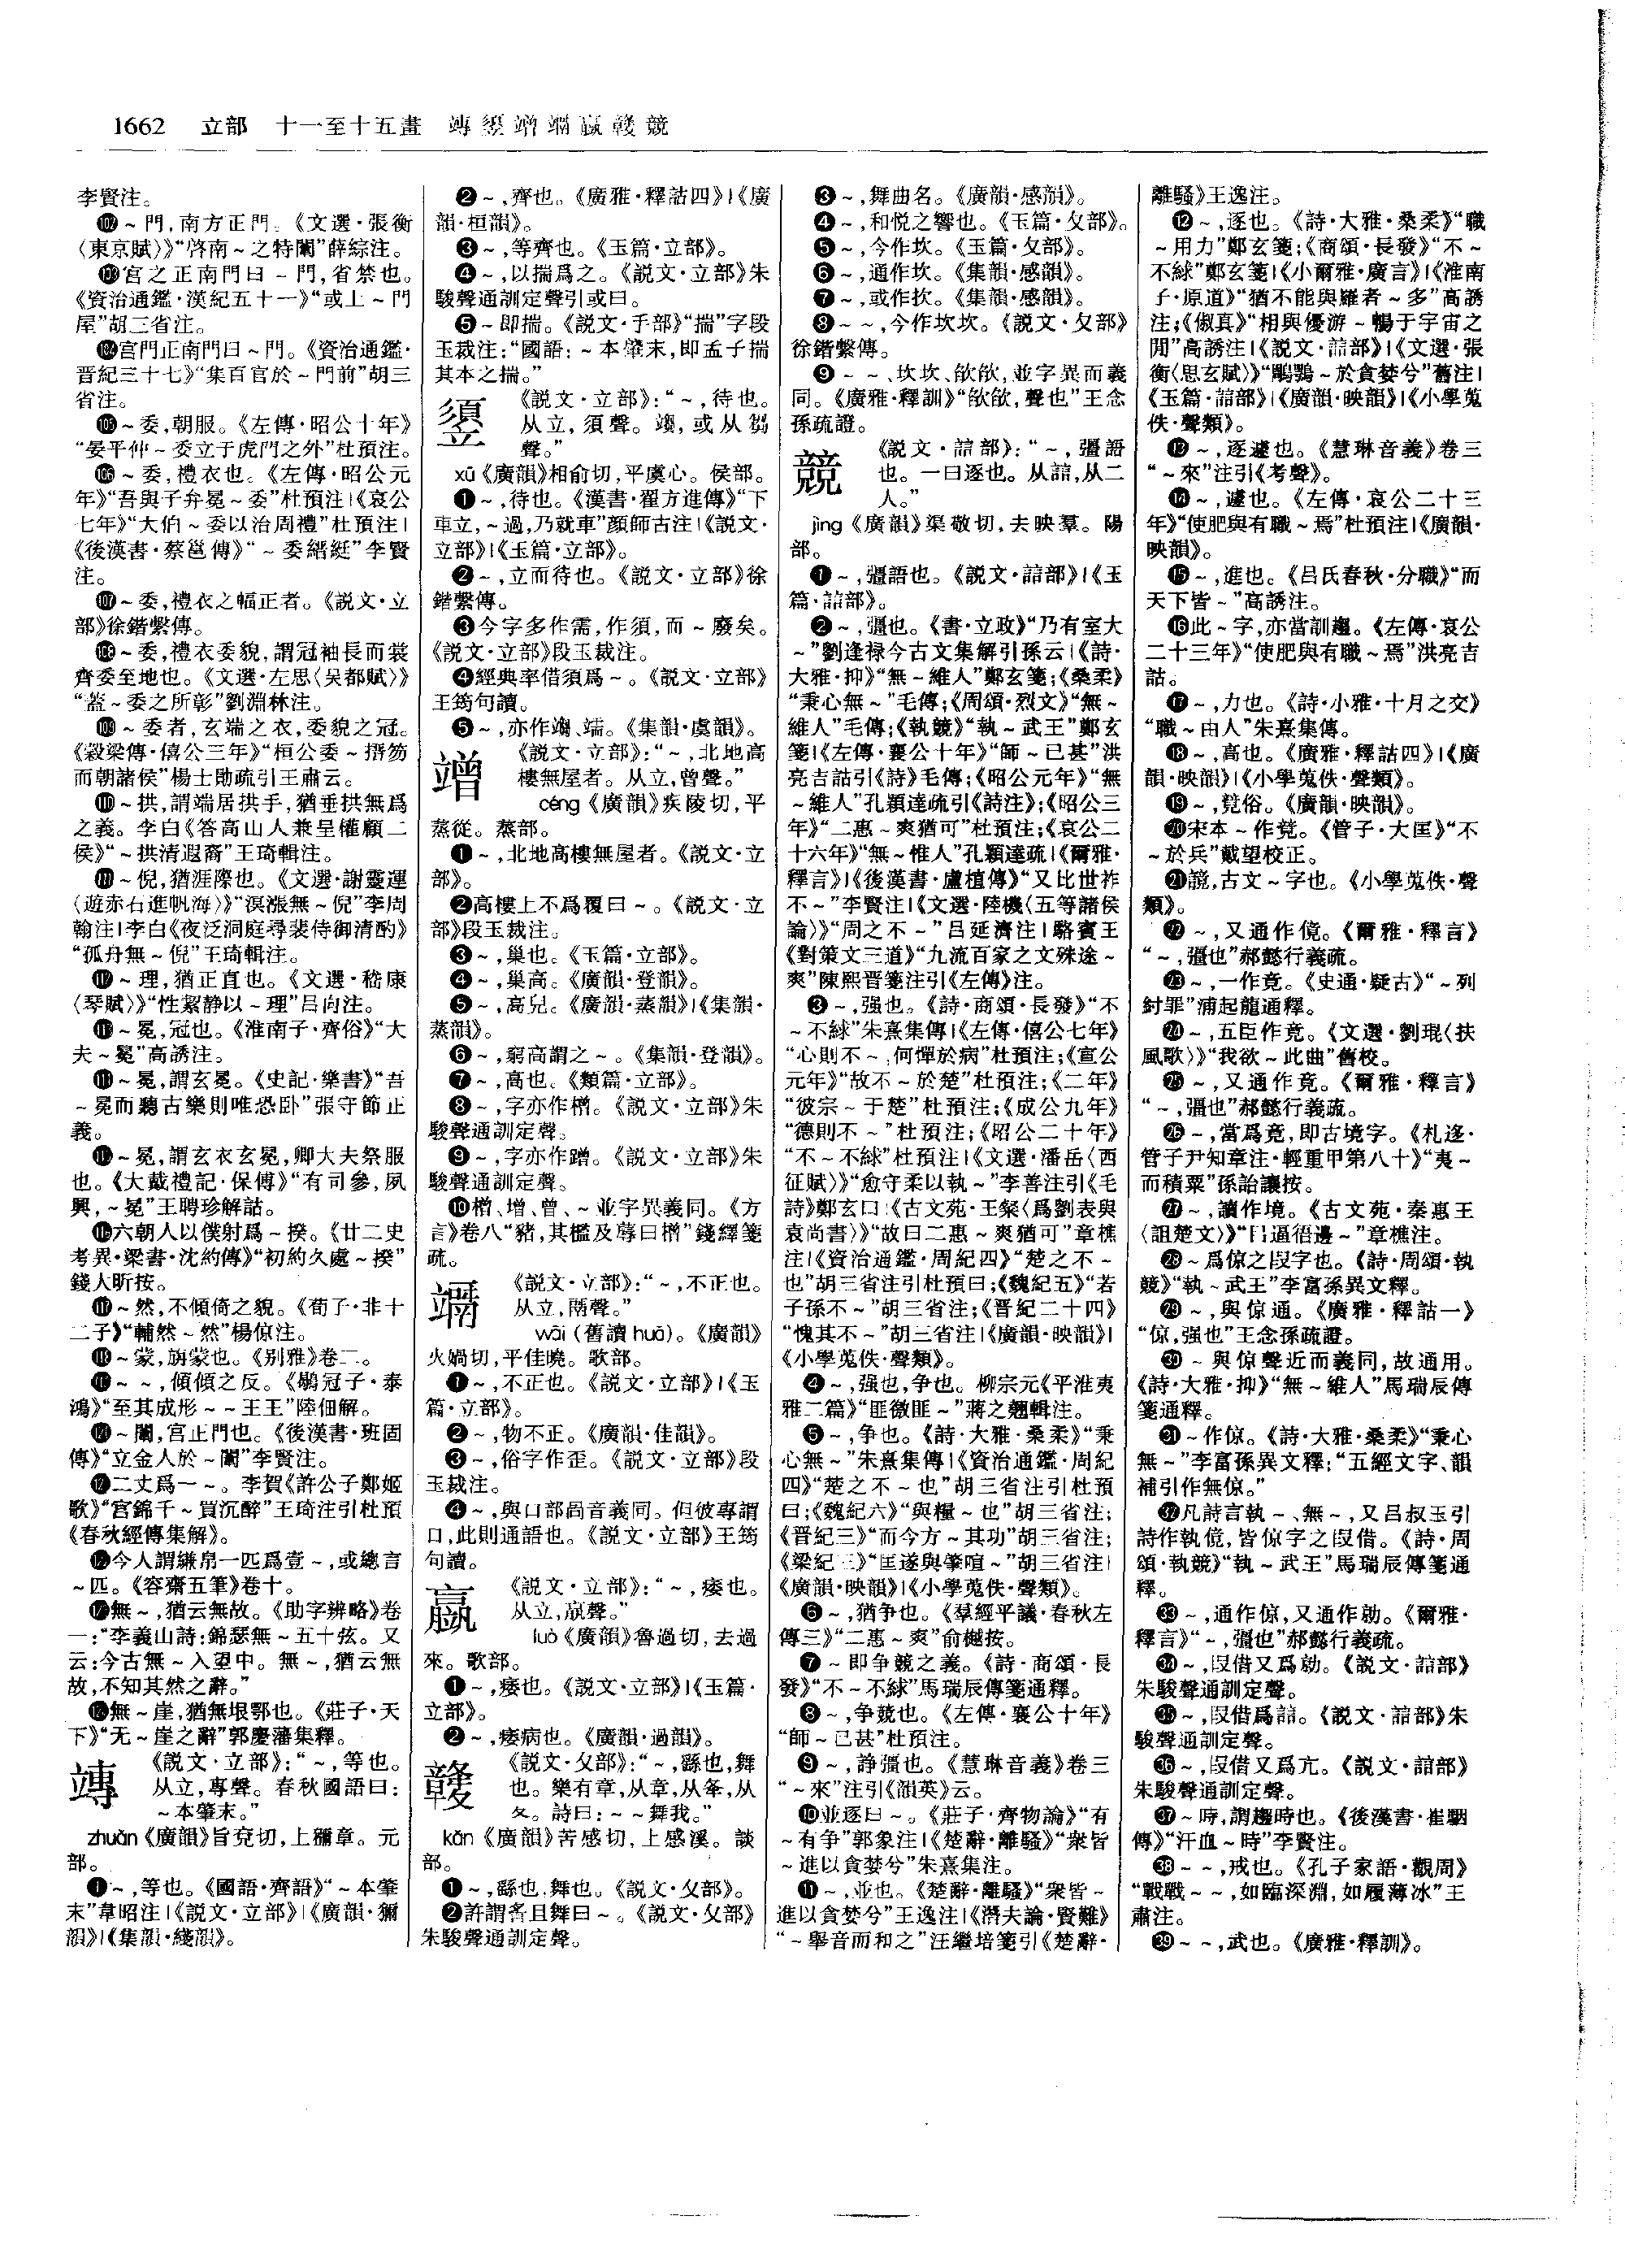 1662 立部 十一至十五畫 竱䇓竲𥪰𥪯贛競
李賢注。
⑩²～門,南方正門。《文選·張衡
〈東京賦〉》“啓南～之特闈”薛綜注。
⑩³宮之正南門曰～門,省禁也。
《資治通鑑·漢紀五十一》“或上～門
屋”胡三省注。
⑩⁴宮門正南門曰～門。《資治通鑑·
晉紀三十七》“集百官於～門前”胡三
省注。
⑩⁵～委,朝服。《左傳·昭公十年》
“晏平仲～委立于虎門之外”杜預注。
⑩⁶～委,禮衣也。《左傳·昭公元
年》“吾與子弁冕～委”杜預注|《哀公
七年》“大伯～委以治周禮”杜預注|
《後漢書·蔡邕傳》“～委縉綎”李賢
注。
⑩⁷～委,禮衣之幅正者。《說文·立
部》徐鍇繫傳。
⑩⁸～委,禮衣委貌,謂冠袖長而裳
齊委至地也。《文選·左思〈吳都賦〉》
“蓋～委之所彰”劉淵林注。
⑩⁹～委者,玄端之衣,委貌之冠。
《穀梁傳·僖公三年》“桓公委～搢笏
而朝諸侯”楊士勛疏引王肅云。
⑪⁰～拱,謂端居拱手,猶垂拱無爲
之義。李白《答高山人兼呈權顧二
侯》“～拱清遐裔”王琦輯注。
⑪¹～倪,猶涯際也。《文選·謝靈運
〈遊赤石進帆海〉》“溟漲無～倪”李周
翰注|李白《夜泛洞庭尋裴侍御清酌》
“孤舟無～倪”王琦輯注。
⑪²～理,猶正直也。《文選·嵇康
〈琴賦〉》“性絜静以～理”吕向注。
⑪³～冕,冠也。《淮南子·齊俗》“大
夫～冕”高誘注。
⑪⁴～冕,謂玄冕。《史記·樂書》“吾
～冕而聽古樂則唯恐卧”張守節正
義。
⑪⁵～冕,謂玄衣玄冕,卿大夫祭服
也。《大戴禮記·保傅》“有司參,夙
興,～冕”王聘珍解詁。
⑪⁶六朝人以僕射爲～揆。《廿二史
考異·梁書·沈約傳》“初約久處～揆”
錢大昕按。
⑪⁷～然,不傾倚之貌。《荀子·非十
二子》“輔然～然”楊倞注。
⑪⁸～蒙,旃蒙也。《别雅》卷二。
⑪⁹～～,傾傾之反。《鶡冠子·泰
鴻》“至其成形～～王王”陸佃解。
⑫⁰～闈,宮正門也。《後漢書·班固
傳》“立金人於～闈”李賢注。
⑫¹二丈爲一～。李賀《許公子鄭姬
歌》“宮錦千～買沉醉”王琦注引杜預
《春秋經傳集解》。
⑫²今人謂縑帛一匹爲壹～,或總言
～匹。《容齋五筆》卷十。
⑫³無～,猶云無故。《助字辨略》卷
一:“李義山詩:錦瑟無～五十弦。又
云:今古無～入望中。無～,猶云無
故,不知其然之辭。”
⑫⁴無～崖,猶無垠鄂也。《莊子·天
下》“无～崖之辭”郭慶藩集釋。
竱 《説文·立部》:“～,等也。
从立,專聲。春秋國語曰:
～本肇末。”
zhuǎn《廣韻》旨兗切,上獮章。元
部。
❶～,等也。《國語·齊語》“～本肇
末”韋昭注|《説文·立部》|《廣韻·獮
韻》|《集韻·綫韻》。
❷～,齊也。《廣雅·釋詁四》|《廣
韻·桓韻》。
❸～,等齊也。《玉篇·立部》。
❹～,以揣爲之。《説文·立部》朱
駿聲通訓定聲引或曰。
❺～即揣。《説文·手部》“揣”字段
玉裁注:“國語:～本肇末,即孟子揣
其本之揣。”
䇓 《説文·立部》:“～,待也。
从立,須聲。䇕,或从芻
聲。”
xū《廣韻》相俞切,平虞心。侯部。
❶～,待也。《漢書·翟方進傳》“下
車立,～過,乃就車”顔師古注|《説文·
立部》|《玉篇·立部》。
❷～,立而待也。《説文·立部》徐
鍇繫傳。
❸今字多作需,作須,而～廢矣。
《説文·立部》段玉裁注。
❹經典率借須爲～。《説文·立部》
王筠句讀。
❺～,亦作䇕、耑。《集韻·虞韻》。
竲 《説文·立部》:“～,北地高
樓無屋者。从立,曾聲。”
céng《廣韻》疾陵切,平
蒸從。蒸部。
❶～,北地高樓無屋者。《説文·立
部》。
❷高樓上不爲覆曰～。《説文·立
部》段玉裁注。
❸～,巢也。《玉篇·立部》。
❹～,巢高。《廣韻·登韻》。
❺～,高皃。《廣韻·蒸韻》|《集韻·
蒸韻》。
❻～,窮高謂之～。《集韻·登韻》。
❼～,高也。《類篇·立部》。
❽～,字亦作橧。《説文·立部》朱
駿聲通訓定聲。
❾～,字亦作蹭。《説文·立部》朱
駿聲通訓定聲。
❿橧、增、曾、～並字異義同。《方
言》卷八“豬,其檻及蓐曰橧”錢繹箋
疏。
𥪰 《説文·立部》:“～,不正也。
从立,𩰬聲。”
wāi(舊讀huā)。《廣韻》
火媧切,平佳曉。歌部。
❶～,不正也。《説文·立部》|《玉
篇·立部》。
❷～,物不正。《廣韻·佳韻》。
❸～,俗字作歪。《説文·立部》段
玉裁注。
❹～,與口部咼音義同。但彼專謂
口,此則通語也。《説文·立部》王筠
句讀。
𥪯 《説文·立部》:“～,痿也。
从立,𣎆聲。”
luò《廣韻》魯過切,去過
來。歌部。
❶～,痿也。《説文·立部》|《玉篇·
立部》。
❷～,痿病也。《廣韻·過韻》。
竷 《説文·夊部》:“～,繇也,舞
也。樂有章,从章,从夅,从
夊。詩曰:～～舞我。”
kǎn《廣韻》苦感切,上感溪。談
部。
❶～,繇也,舞也。《説文·夊部》。
❷許謂䍃且舞曰～。《説文·夊部》
朱駿聲通訓定聲。
❸～,舞曲名。《廣韻·感韻》。
❹～,和悦之響也。《玉篇·夊部》。
❺～,今作坎。《玉篇·夊部》。
❻～,通作坎。《集韻·感韻》。
❼～,或作坎。《集韻·感韻》。
❽～～,今作坎坎。《説文·夊部》
徐鍇繫傳。
❾～～、坎坎、欿欿,並字異而義
同。《廣雅·釋訓》“欿欿,聲也”王念
孫疏證。
競 《説文·誩部》:“～,彊語
也。一曰逐也。从誩,从二
人。”
jìng《廣韻》渠敬切,去映羣。陽
部。
❶～,彊語也。《説文·誩部》|《玉
篇·誩部》。
❷～,彊也。《書·立政》“乃有室大
～”劉逢禄今古文集解引孫云|《詩·
大雅·抑》“無～維人”鄭玄箋;《桑柔》
“秉心無～”毛傳;《周頌·烈文》“無～
維人”毛傳;《執競》“執～武王”鄭玄
箋|《左傳·襄公十年》“師～已甚”洪
亮吉詁引《詩》毛傳;《昭公元年》“無
～維人”孔穎達疏引《詩注》;《昭公三
年》“二惠～爽猶可”杜預注;《哀公二
十六年》“無～惟人”孔穎達疏|《爾雅·
釋言》|《後漢書·盧植傳》“又比世祚
不～”李賢注|《文選·陸機〈五等諸侯
論〉》“周之不～”吕延濟注|駱賓王
《對策文三道》“九流百家之文殊途～
爽”陳熙晋箋注引《左傳》注。
❸～,强也。《詩·商頌·長發》“不
～不絿”朱熹集傳|《左傳·僖公七年》
“心則不～,何憚於病”杜預注;《宣公
元年》“故不～於楚”杜預注;《二年》
“彼宗～于楚”杜預注;《成公九年》
“德則不～”杜預注;《昭公二十年》
“不～不絿”杜預注|《文選·潘岳〈西
征賦〉》“愈守柔以執～”李善注引《毛
詩》鄭玄曰|《古文苑·王粲〈爲劉表與
袁尚書〉》“故曰二惠～爽猶可”章樵
注|《資治通鑑·周紀四》“楚之不～
也”胡三省注引杜預曰;《魏紀五》“若
子孫不～”胡三省注;《晋紀二十四》
“愧其不～”胡三省注|《廣韻·映韻》|
《小學蒐佚·聲類》。
❹～,强也,争也。柳宗元《平淮夷
雅二篇》“匪徼匪～”蔣之翹輯注。
❺～,争也。《詩·大雅·桑柔》“秉
心無～”朱熹集傳|《資治通鑑·周紀
四》“楚之不～也”胡三省注引杜預
曰;《魏紀六》“與糧～也”胡三省注;
《晋紀三》“而今方～其功”胡三省注;
《梁紀三》“匡遂與肇喧～”胡三省注|
《廣韻·映韻》|《小學蒐佚·聲類》。
❻～,猶争也。《羣經平議·春秋左
傳三》“二惠～爽”俞樾按。
❼～即争競之義。《詩·商頌·長
發》“不～不絿”馬瑞辰傳箋通釋。
❽～,争競也。《左傳·襄公十年》
“師～已甚”杜預注。
❾～,諍彊也。《慧琳音義》卷三
“～來”注引《韻英》云。
❿並逐曰～。《莊子·齊物論》“有
～有争”郭象注|《楚辭·離騷》“衆皆
～進以貪婪兮”朱熹集注。
⓫～,並也。《楚辭·離騷》“衆皆～
進以貪婪兮”王逸注|《潛夫論·賢難》
“～舉音而和之”汪繼培箋引《楚辭·
離騷》王逸注。
⓬～,逐也。《詩·大雅·桑柔》“職
～用力”鄭玄箋;《商頌·長發》“不～
不絿”鄭玄箋|《小爾雅·廣言》|《淮南
子·原道》“猶不能與羅者～多”高誘
注;《俶真》“相與優游～暢于宇宙之
閒”高誘注|《説文·誩部》|《文選·張
衡〈思玄賦〉》“鵰鶚～於貪婪兮”舊注|
《玉篇·誩部》|《廣韻·映韻》|《小學蒐
佚·聲類》。
⓭～,逐遽也。《慧琳音義》卷三
“～來”注引《考聲》。
⓮～,遽也。《左傳·哀公二十三
年》“使肥與有職～焉”杜預注|《廣韻·
映韻》。
⓯～,進也。《吕氏春秋·分職》“而
天下皆～”高誘注。
⓰此～字,亦當訓趨。《左傳·哀公
二十三年》“使肥與有職～焉”洪亮吉
詁。
⓱～,力也。《詩·小雅·十月之交》
“職～由人”朱熹集傳。
⓲～,高也。《廣雅·釋詁四》|《廣
韻·映韻》|《小學蒐佚·聲類》。
⓳～,竸俗。《廣韻·映韻》。
⓴宋本～作竸。《管子·大匡》“不
～於兵”戴望校正。
㉑䜈,古文～字也。《小學蒐佚·聲
類》。
㉒～,又通作傹。《爾雅·釋言》
“～,彊也”郝懿行義疏。
㉓～,一作竟。《史通·疑古》“～列
紂罪”浦起龍通釋。
㉔～,五臣作竟。《文選·劉琨〈扶
風歌〉》“我欲～此曲”舊校。
㉕～,又通作竟。《爾雅·釋言》
“～,彊也”郝懿行義疏。
㉖～,當爲竟,即古境字。《札迻·
管子尹知章注·輕重甲第八十》“夷～
而積粟”孫詒讓按。
㉗～,讀作境。《古文苑·秦惠王
〈詛楚文〉》“㠯逼𢓜邊～”章樵注。
㉘～爲倞之叚字也。《詩·周頌·執
競》“執～武王”李富孫異文釋。
㉙～,與倞通。《廣雅·釋詁一》
“倞,强也”王念孫疏證。
㉚～與倞聲近而義同,故通用。
《詩·大雅·抑》“無～維人”馬瑞辰傳
箋通釋。
㉛～作倞。《詩·大雅·桑柔》“秉心
無～”李富孫異文釋:“五經文字、韻
補引作無倞。”
㉜凡詩言執～、無～,又吕叔玉引
詩作執傹,皆倞字之叚借。《詩·周
頌·執競》“執～武王”馬瑞辰傳箋通
釋。
㉝～,通作倞,又通作勍。《爾雅·
釋言》“～,彊也”郝懿行義疏。
㉞～,叚借又爲勍。《説文·誩部》
朱駿聲通訓定聲。
㉟～,叚借爲誩。《説文·誩部》朱
駿聲通訓定聲。
㊱～,叚借又爲亢。《説文·誩部》
朱駿聲通訓定聲。
㊲～時,謂趨時也。《後漢書·崔駰
傳》“汗血～時”李賢注。
㊳～～,戒也。《孔子家語·觀周》
“戰戰～～,如臨深淵,如履薄冰”王
肅注。
㊴～～,武也。《廣雅·釋訓》。